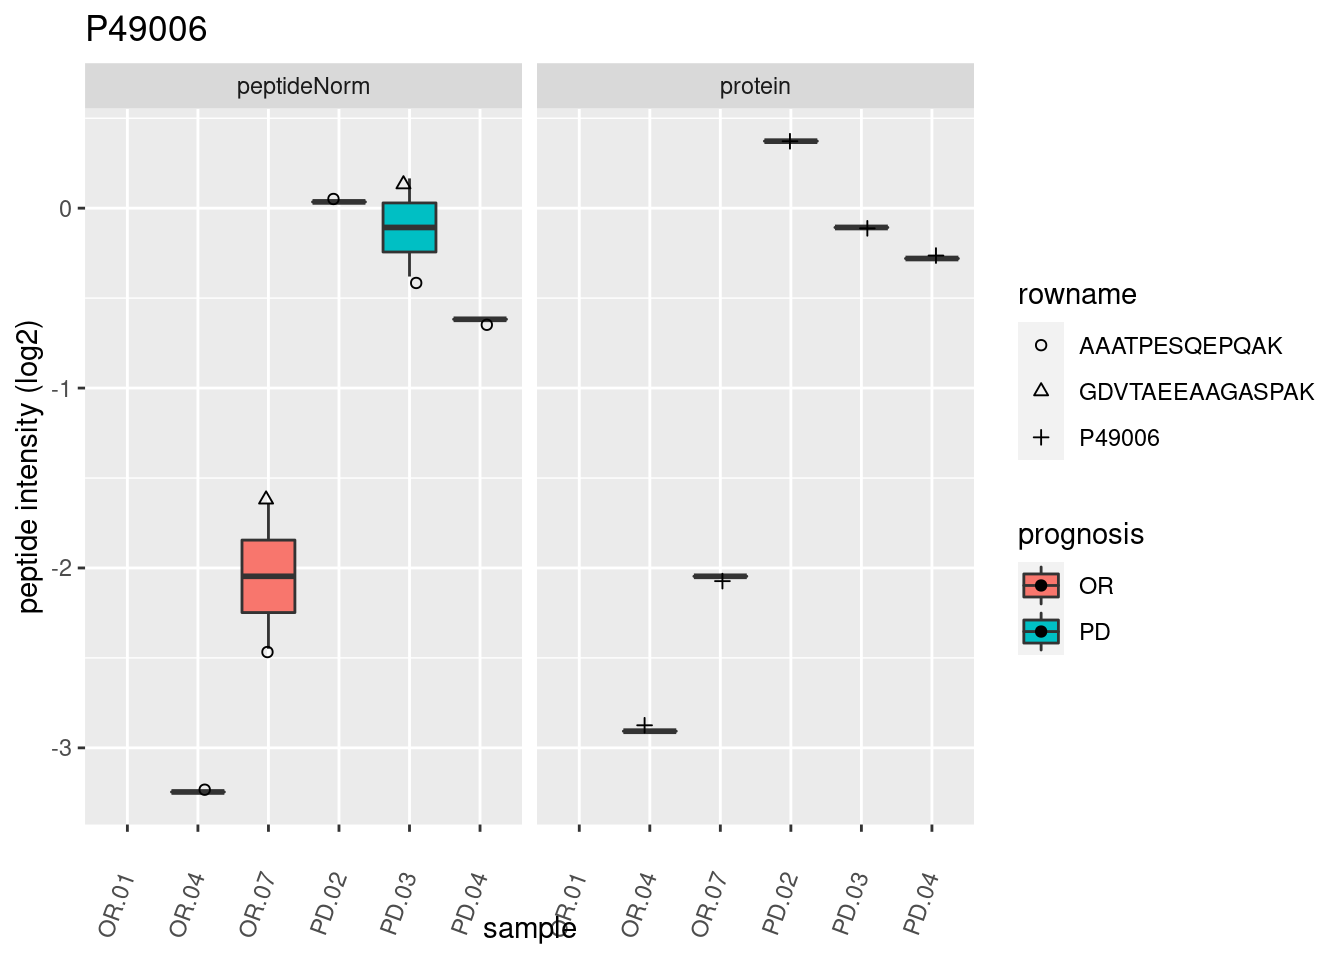 P49006
peptideNorm
protein
peptide intensity (log2)
0
-1
-2
-3
OR.01
OR.04
OR.07
PD.02
PD.03
PD.04
OR.01
OR.04
OR.07
PD.02
PD.03
PD.04
sample
rowname
AAATPESQEPQAK
GDVTAEEAAGASPAK
P49006
prognosis
OR
PD